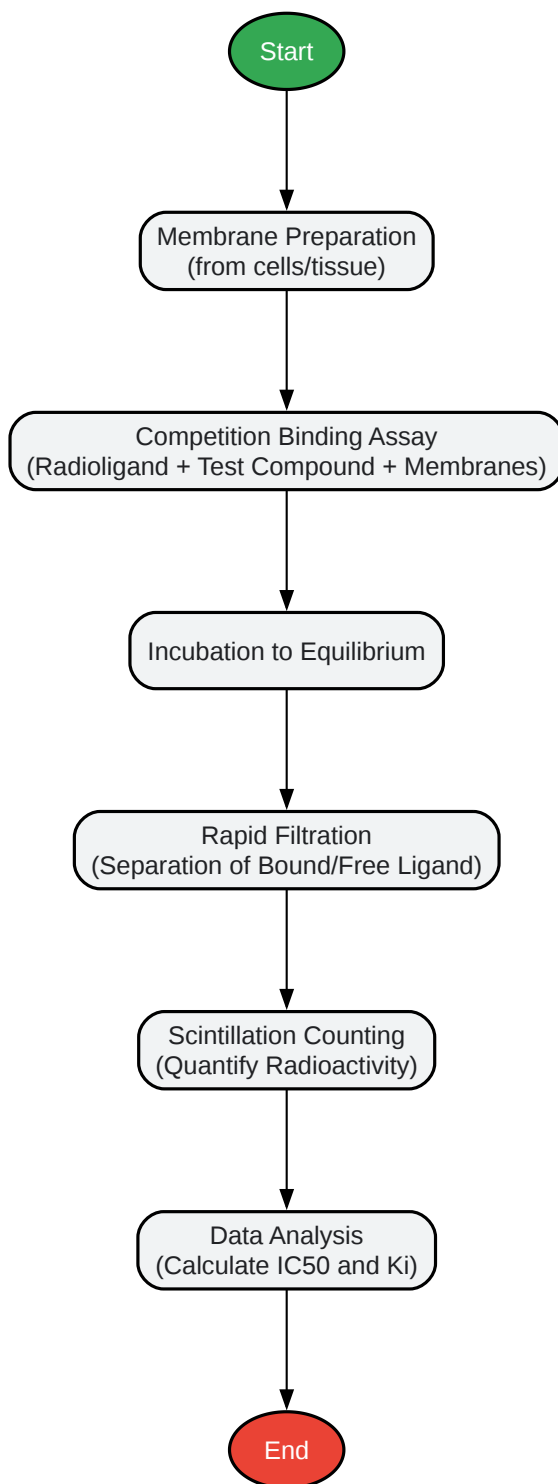 Start
Membrane Preparation
(from cells/tissue)
Competition Binding Assay
(Radioligand + Test Compound + Membranes)
Incubation to Equilibrium
Rapid Filtration
(Separation of Bound/Free Ligand)
Scintillation Counting
(Quantify Radioactivity)
Data Analysis
(Calculate IC50 and Ki)
End